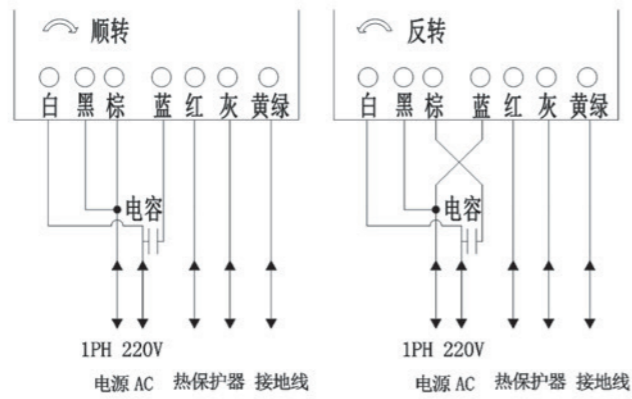 顺转
白 黑 棕 蓝 红 灰 黄绿
电容
1PH 220V
电源 AC 热保护器 接地线
反转
白 黑 棕 蓝 红 灰 黄绿
电容
1PH 220V
电源 AC 热保护器 接地线